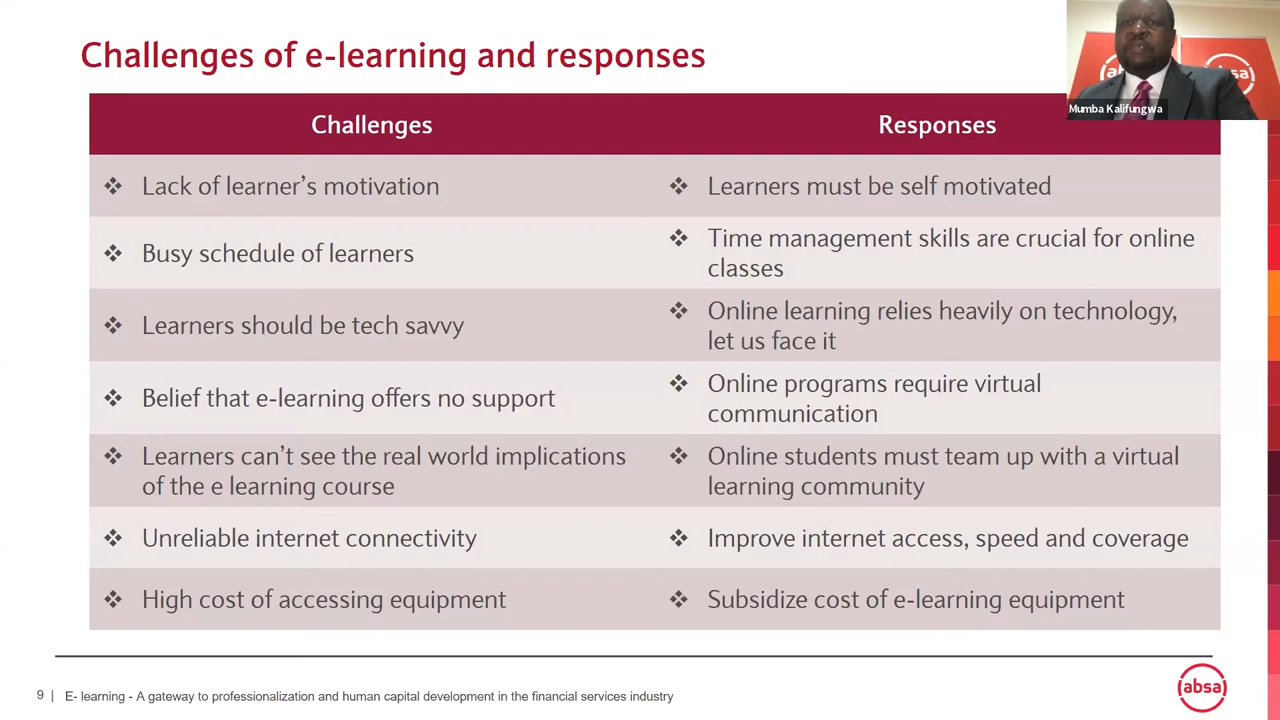 Challenges of e-learning and responses
Challenges
Responses
❖ Lack of learner’s motivation
❖ Learners must be self motivated
❖ Busy schedule of learners
❖ Time management skills are crucial for online
classes
❖ Learners should be tech savvy
❖ Online learning relies heavily on technology,
let us face it
❖ Belief that e-learning offers no support
❖ Online programs require virtual
communication
❖ Learners can’t see the real world implications
of the e learning course
❖ Online students must team up with a virtual
learning community
❖ Unreliable internet connectivity
❖ Improve internet access, speed and coverage
❖ High cost of accessing equipment
❖ Subsidize cost of e-learning equipment
Mumba Kalifungwa
9 | E- learning - A gateway to professionalization and human capital development in the financial services industry
absa